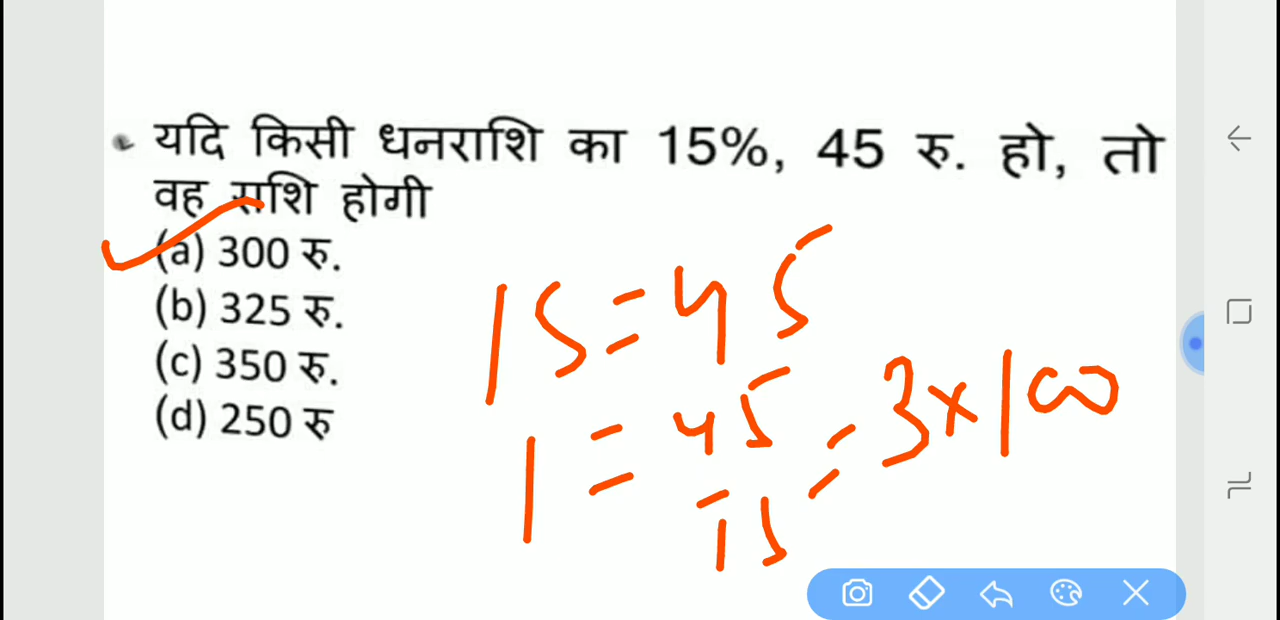 यदि किसी धनराशि का 15%, 45 रु. हो, तो
वह राशि होगी
(a) 300 रु.
(b) 325 रु.
(c) 350 रु.
(d) 250 रु
15 = 45
1 = 45/15 = 3 × 100